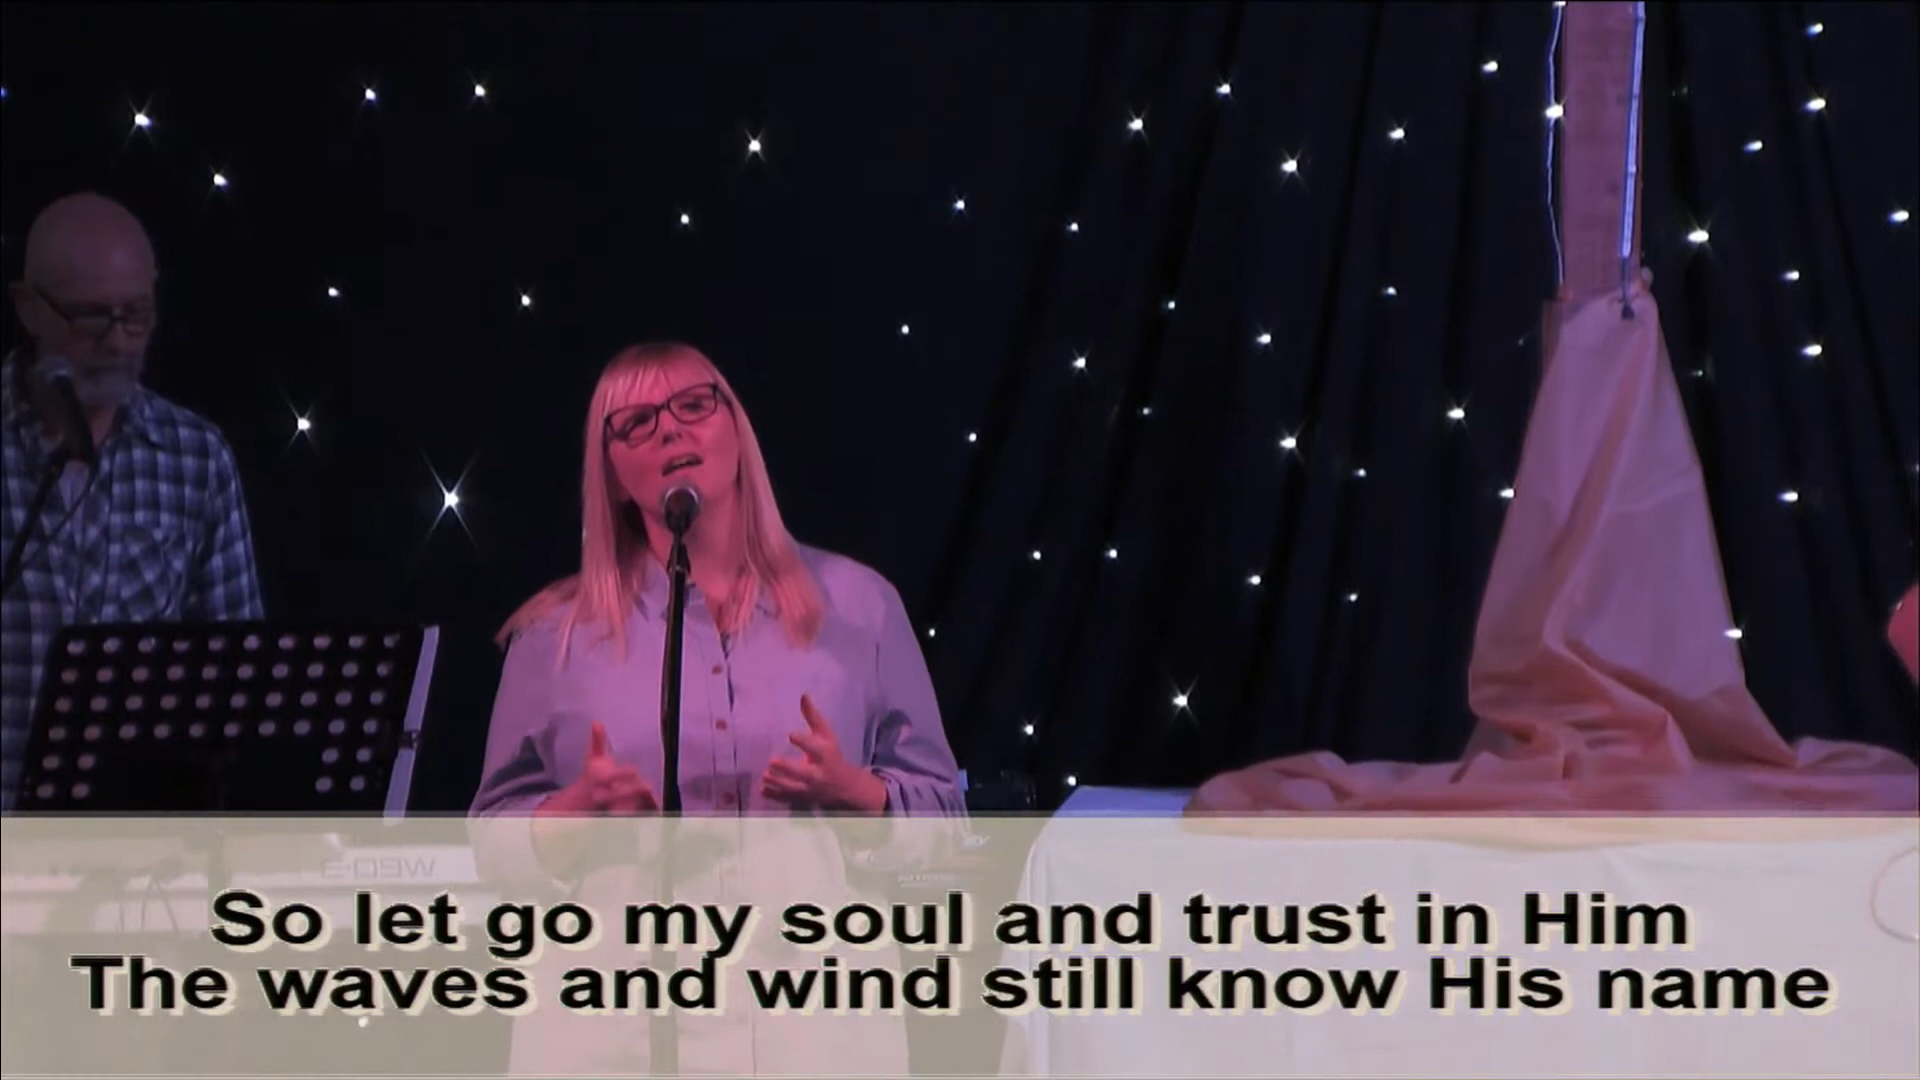 So let go my soul and trust in Him
The waves and wind still know His name